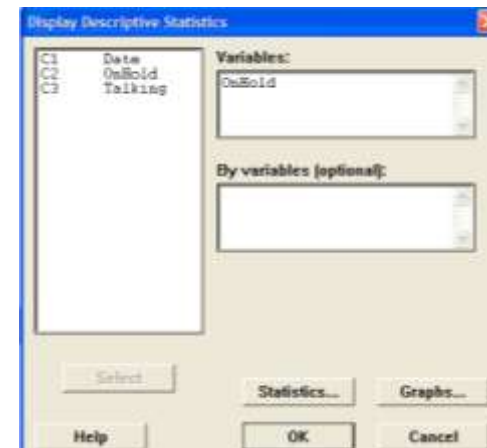 Display Descriptive Statistics
C1 Date
C2 OnHold
C3 Talking
Variables:
OnHold
By variables (optional):
Select
Statistics...
Graphs...
Help
OK
Cancel